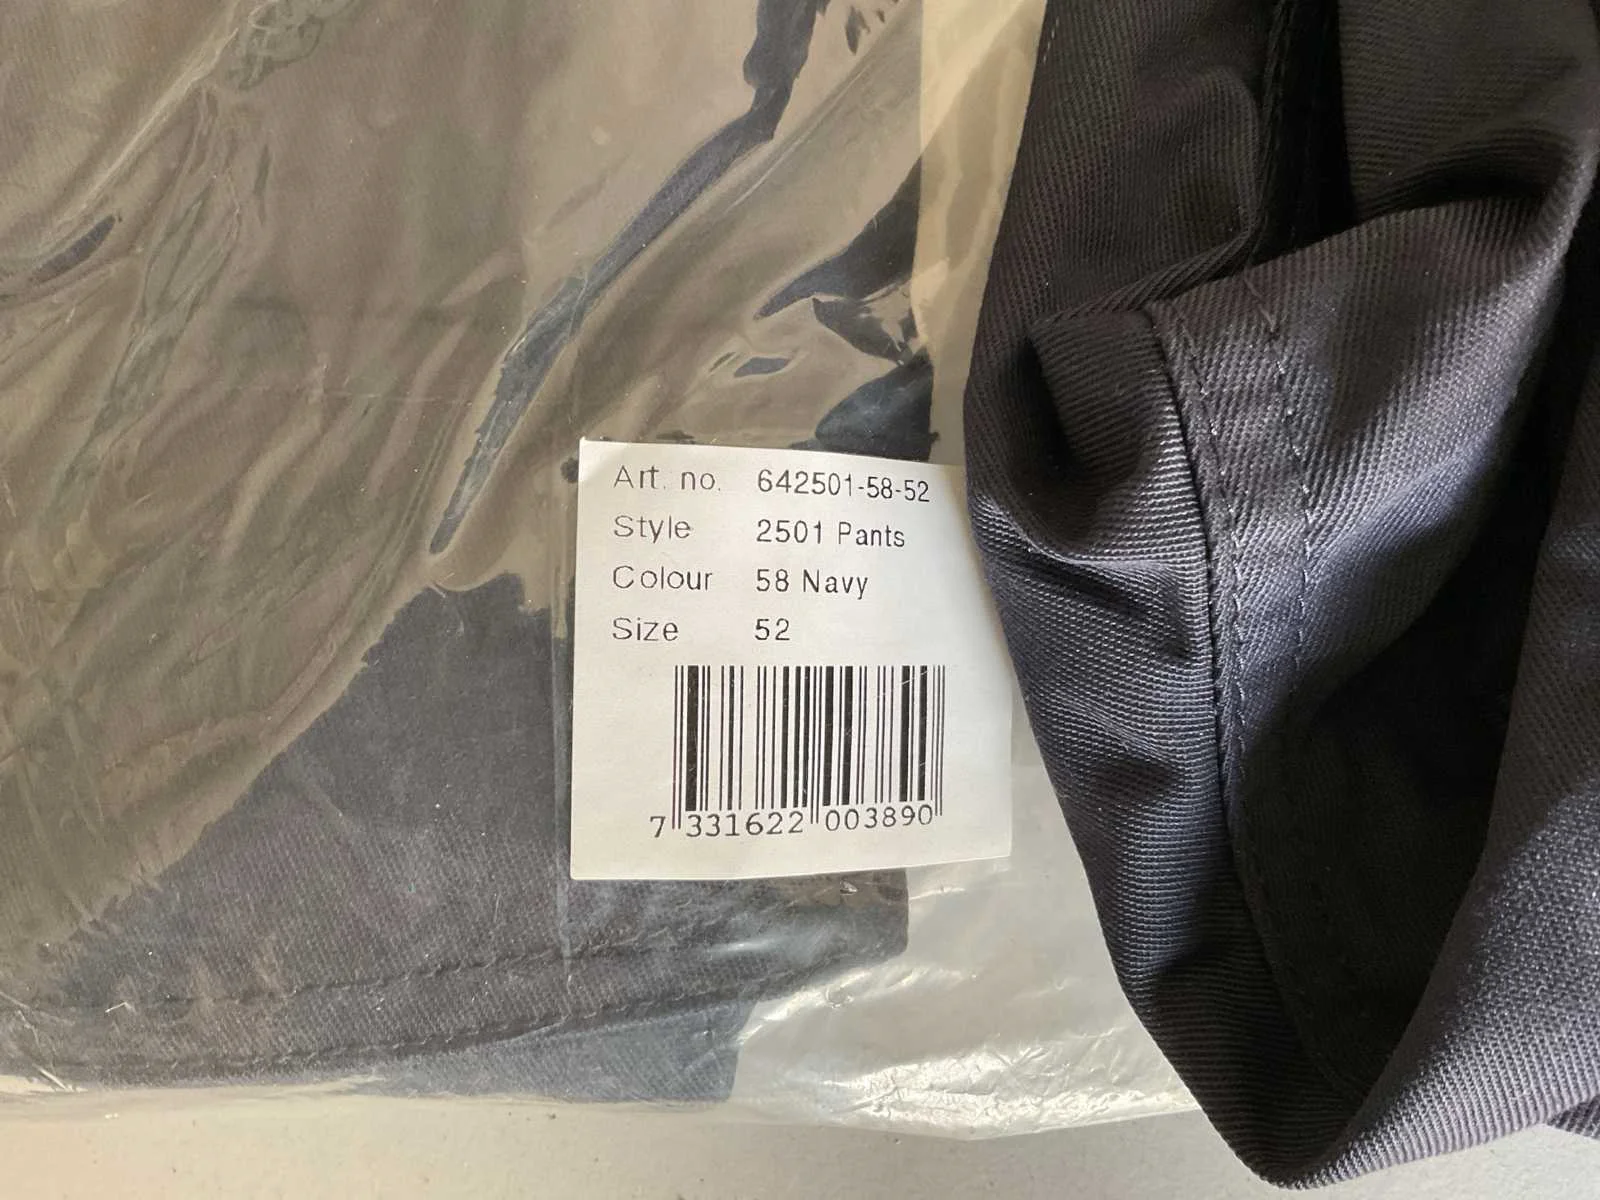 Art. no. 642501-58-52
Style 2501 Pants
Colour 58 Navy
Size 52
7 331622 003890